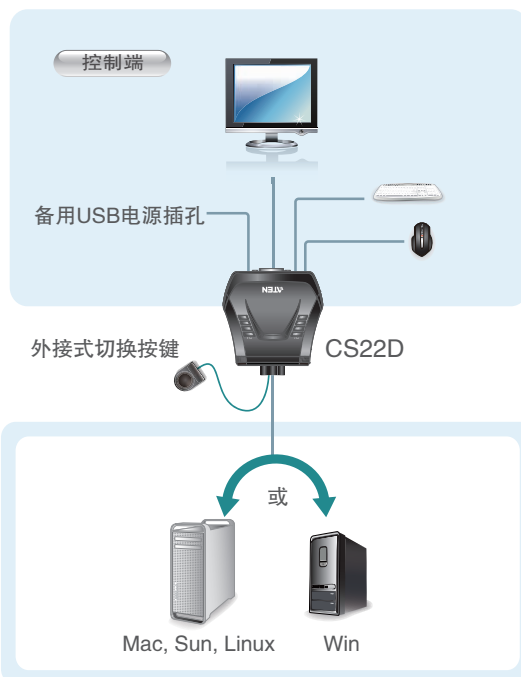 控制端
备用USB电源插孔
ATEN
外接式切换按键
CS22D
或
Mac, Sun, Linux
Win